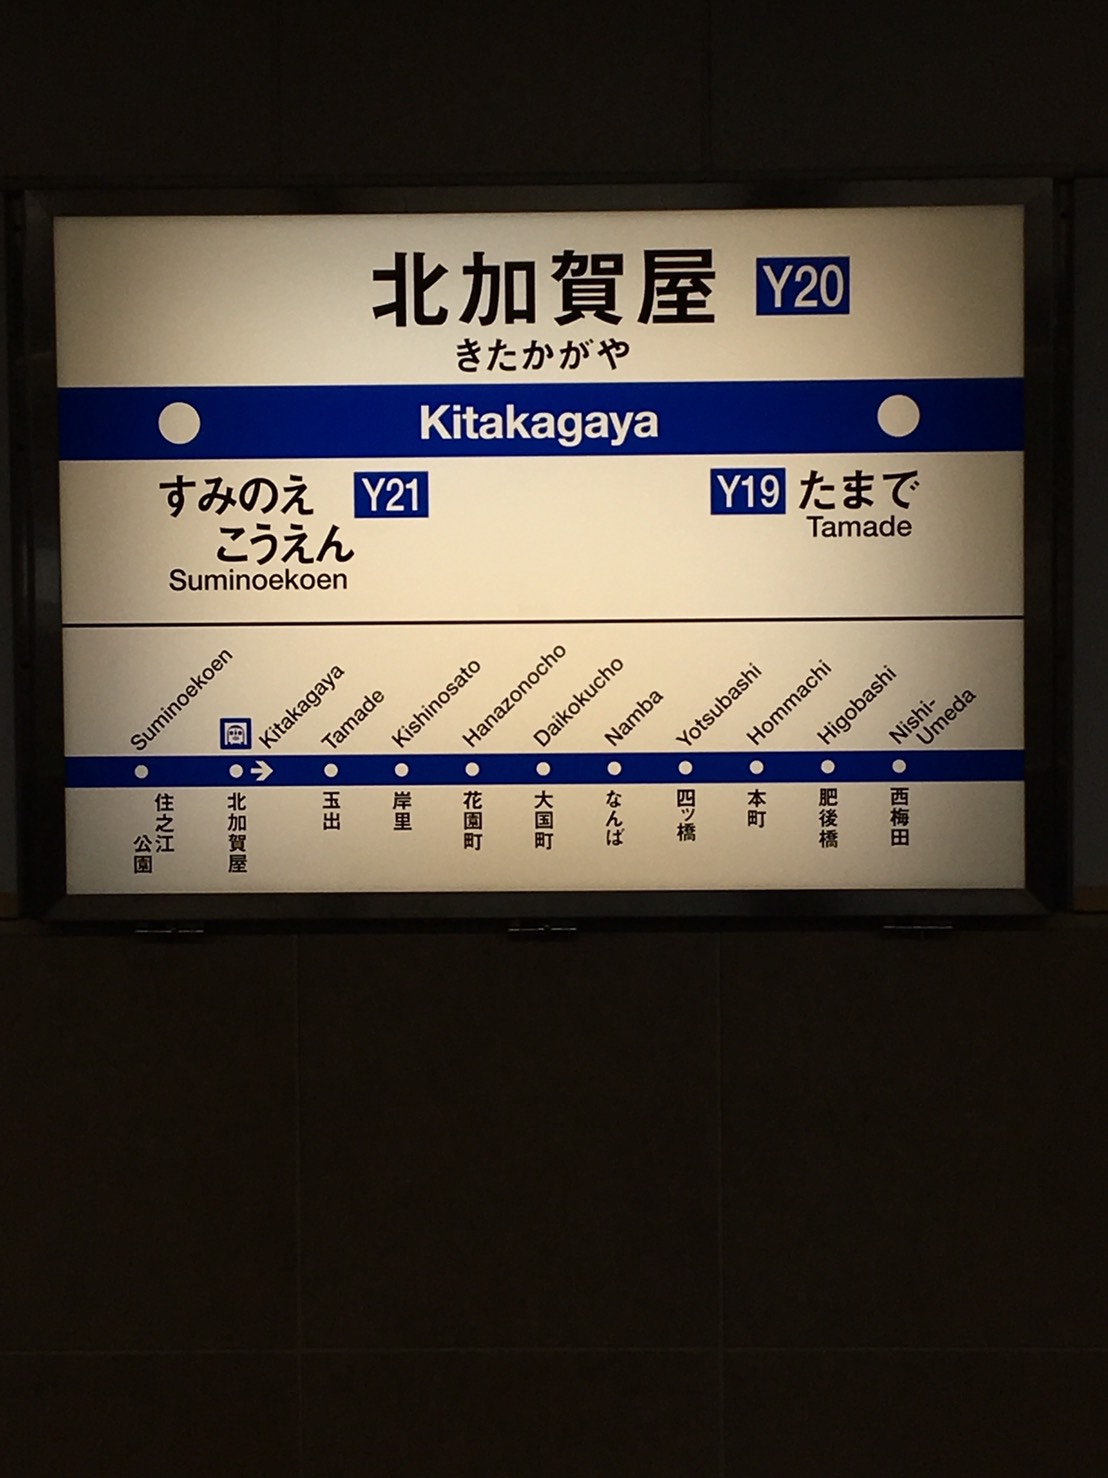 北加賀屋 Y20
きたかがや
Kitakagaya
すみのえ
こうえん
Y21
Suminoekoen
Y19 たまで
Tamade
Suminoekoen
Kitakagaya
Tamade
Kishinosato
Hanazonocho
Daikokucho
Namba
Yotsubashi
Hommachi
Higobashi
Nishi-
Umeda
住之江
公園
北加賀屋
玉出
岸里
花園町
大国町
なんば
四ツ橋
本町
肥後橋
西梅田